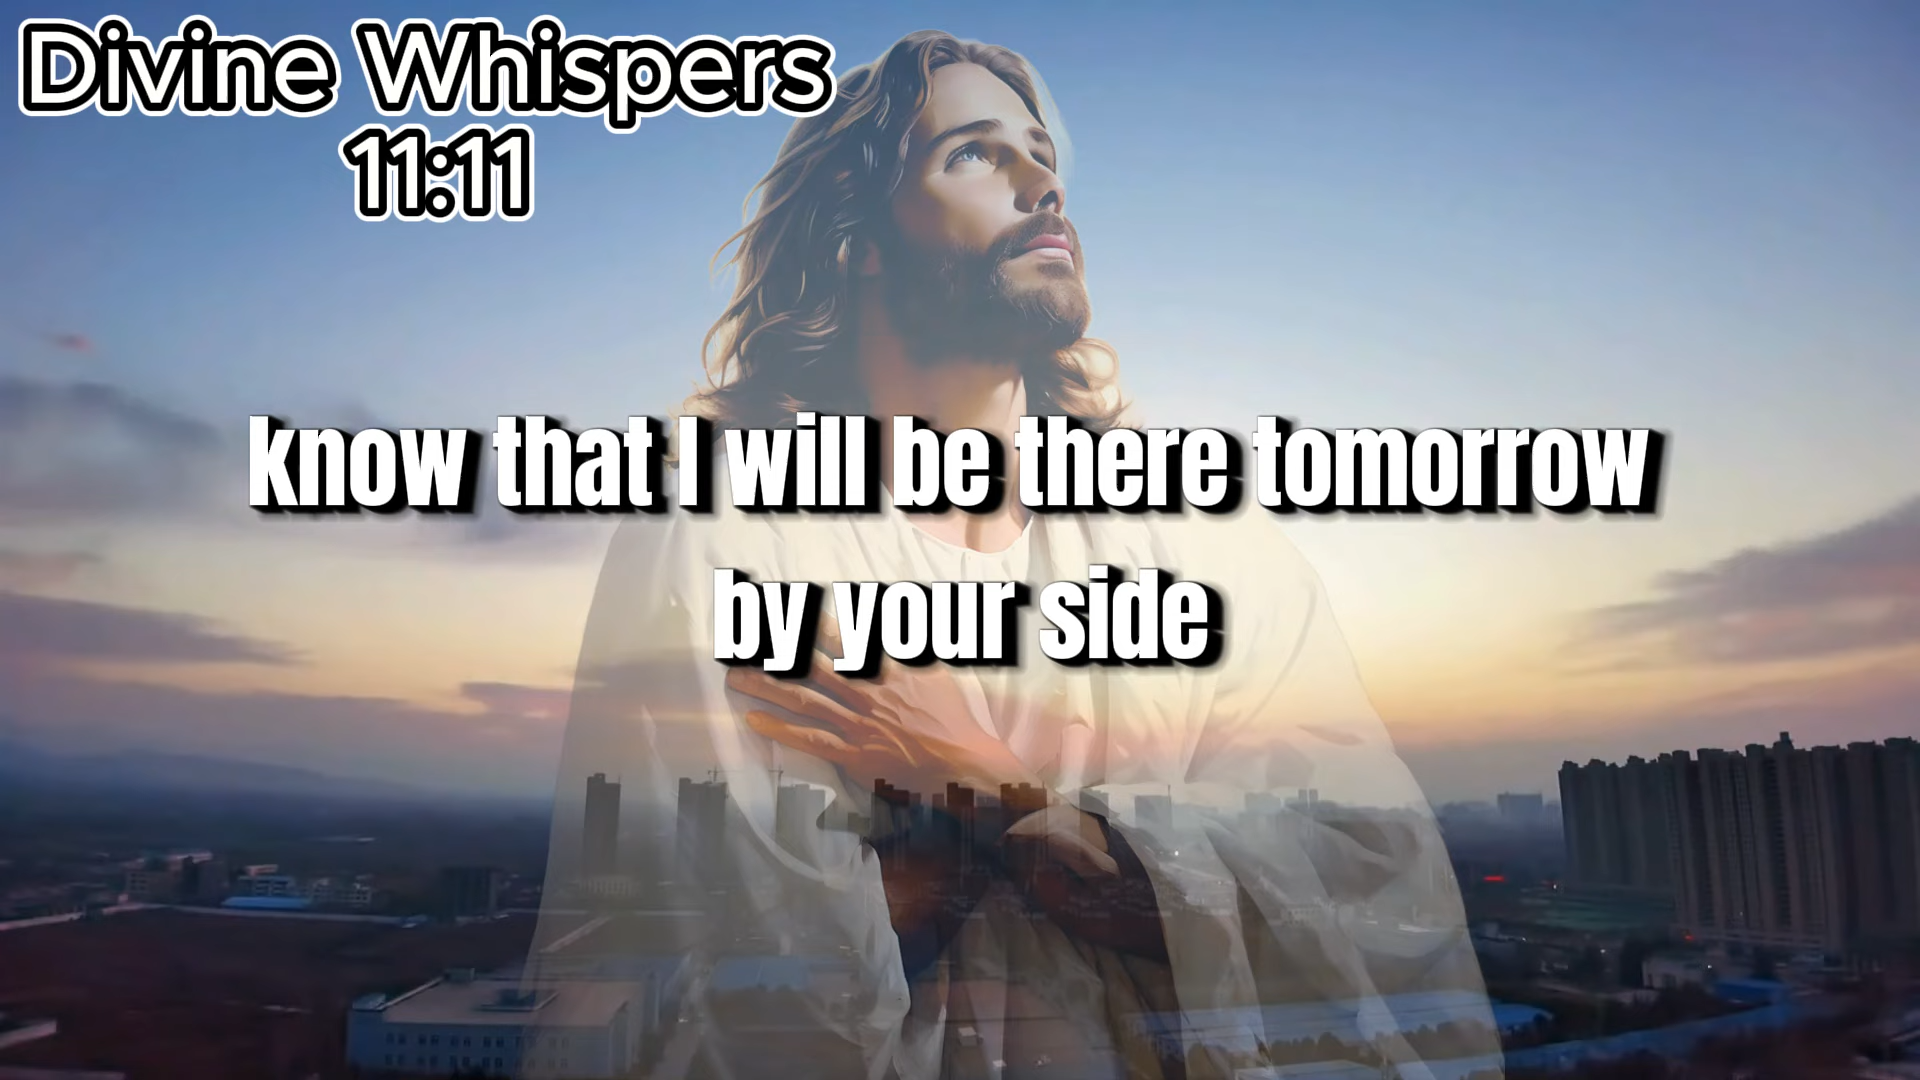 Divine Whispers
11:11
know that I will be there tomorrow
by your side